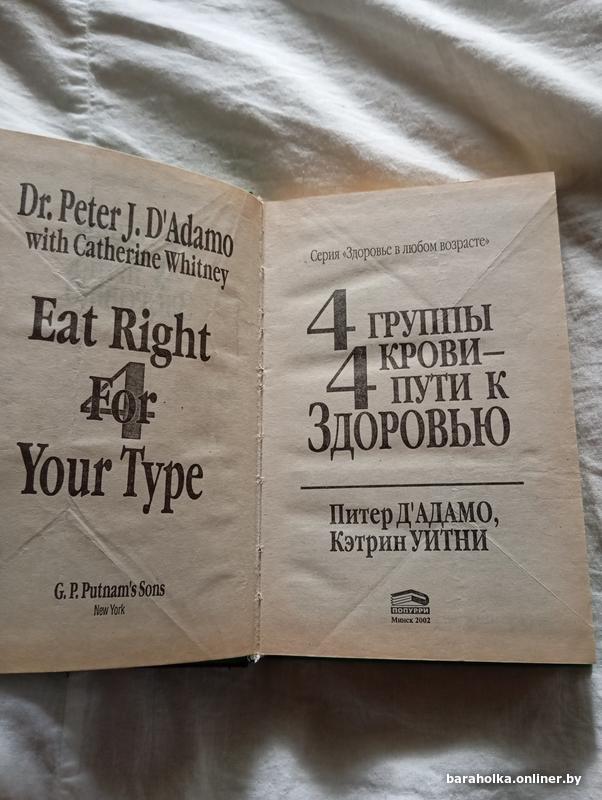 Dr. Peter J. D'Adamo
with Catherine Whitney
Eat Right
4 For
Your Type
G. P. Putnam's Sons
New York
Серия «Здоровье в любом возрасте»
4 ГРУППЫ
КРОВИ–
4 ПУТИ К
ЗДОРОВЬЮ
Питер Д'АДАМО,
Кэтрин УИТНИ
ПОПУРРИ
Минск 2002
baraholka.onliner.by